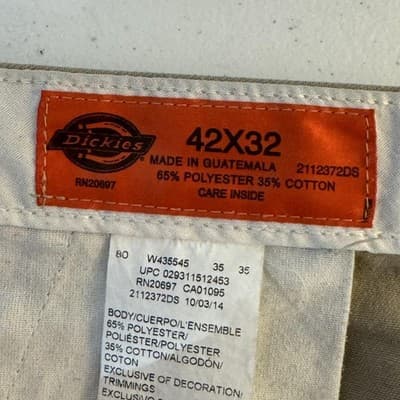 Dickies
42X32
MADE IN GUATEMALA
RN20697
65% POLYESTER 35% COTTON
2112372DS
CARE INSIDE
BO W435545 35 35
UPC 029311512453
RN20697 CA01095
2112372DS 10/03/14
BODY/CUERPO/L'ENSEMBLE
65% POLYESTER/
POLIÉSTER/POLYESTER
35% COTTON/ALGODÓN/
COTON
EXCLUSIVE OF DECORATION/
TRIMMINGS